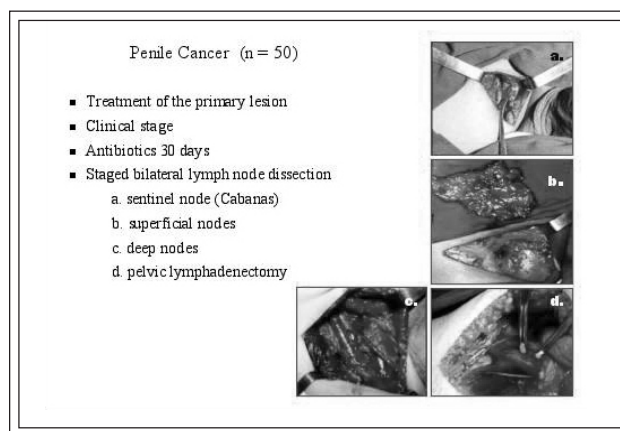 Penile Cancer (n = 50)
▪ Treatment of the primary lesion
▪ Clinical stage
▪ Antibiotics 30 days
▪ Staged bilateral lymph node dissection
a. sentinel node (Cabanas)
b. superficial nodes
c. deep nodes
d. pelvic lymphadenectomy
a.
b.
c.
d.